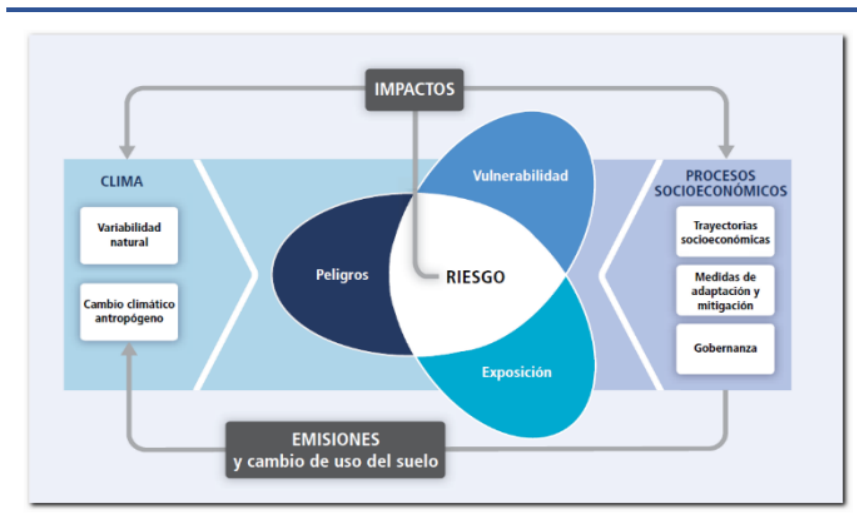 IMPACTOS
CLIMA
Variabilidad
natural
Cambio climático
antropógeno
Peligros
Vulnerabilidad
RIESGO
Exposición
PROCESOS
SOCIOECONÓMICOS
Trayectorias
socioeconómicas
Medidas de
adaptación y
mitigación
Gobernanza
EMISIONES
y cambio de uso del suelo